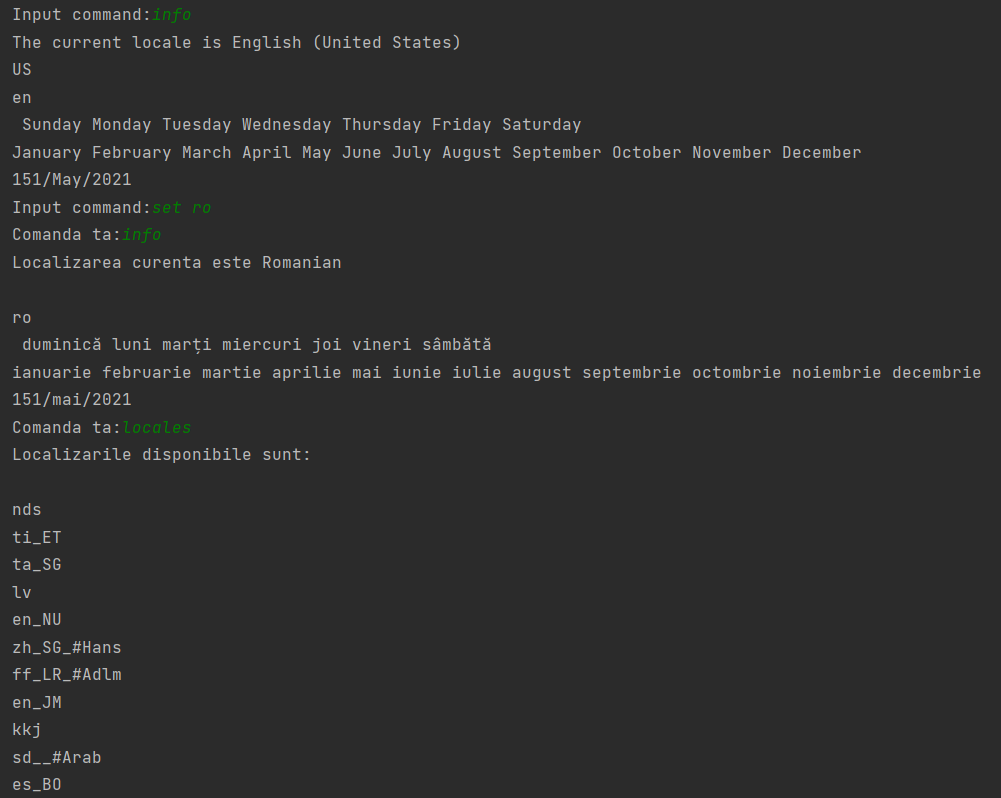 Input command:info
The current locale is English (United States)
US
en
Sunday Monday Tuesday Wednesday Thursday Friday Saturday
January February March April May June July August September October November December
151/May/2021
Input command:set ro
Comanda ta:info
Localizarea curenta este Romanian
ro
duminică luni marți miercuri joi vineri sâmbătă
ianuarie februarie martie aprilie mai iunie iulie august septembrie octombrie noiembrie decembrie
151/mai/2021
Comanda ta:locales
Localizarile disponibile sunt:
nds
ti_ET
ta_SG
lv
en_NU
zh_SG_#Hans
ff_LR_#Adlm
en_JM
kkj
sd__#Arab
es_BO